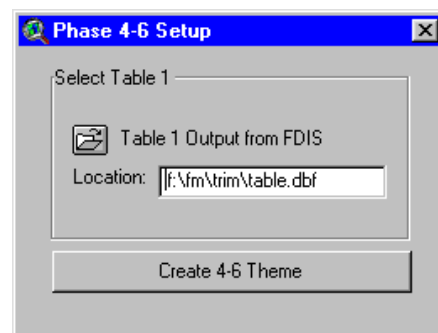 Phase 4-6 Setup
Select Table 1
Table 1 Output from FDIS
Location: f:\fm\trim\table.dbf
Create 4-6 Theme